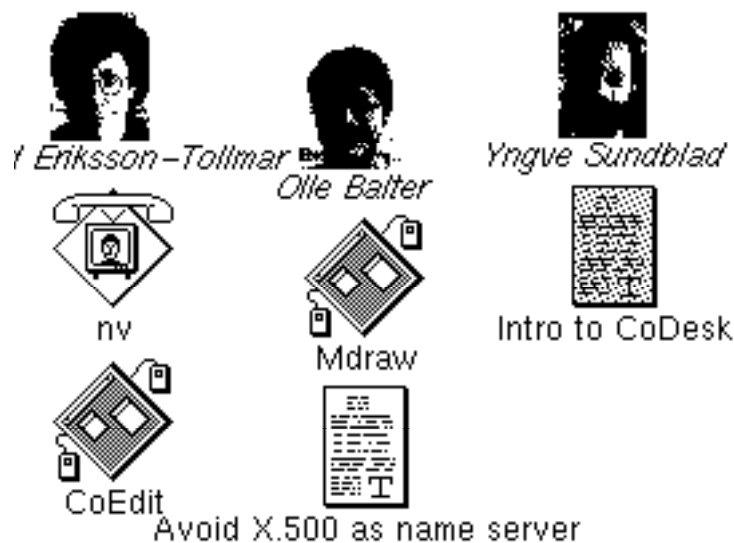 Eriksson-Tollmar
Olle Balter
Yngve Sundblad
nv
Mdraw
Intro to CoDesk
CoEdit
T
Avoid X.500 as name server